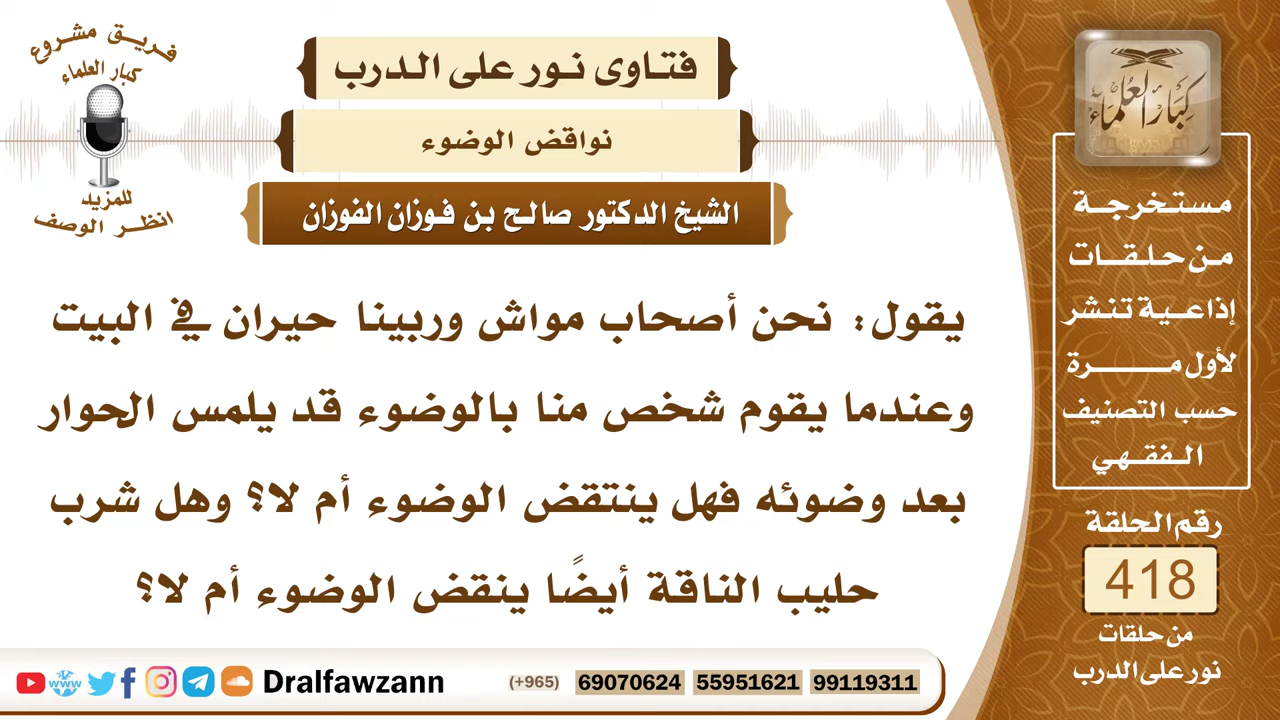 فريق مشروع
كبار العلماء
للمزيد
انظر الوصف
فتاوى نور على الدرب
نواقض الوضوء
الشيخ الدكتور صالح بن فوزان الفوزان
يقول: نحن أصحاب مواش وربينا حيران في البيت
وعندما يقوم شخص منا بالوضوء قد يلمس الحوار
بعد وضوئه فهل ينتقض الوضوء أم لا؟ وهل شرب
حليب الناقة أيضًا ينقض الوضوء أم لا؟
كبار العلماء
مستخرجة
من حلقات
إذاعية تنشر
لأول مرة
حسب التصنيف
الفقهي
رقم الحلقة
418
من حلقات
نور على الدرب
www
Dralfawzann
(+965) 69070624 55951621 99119311